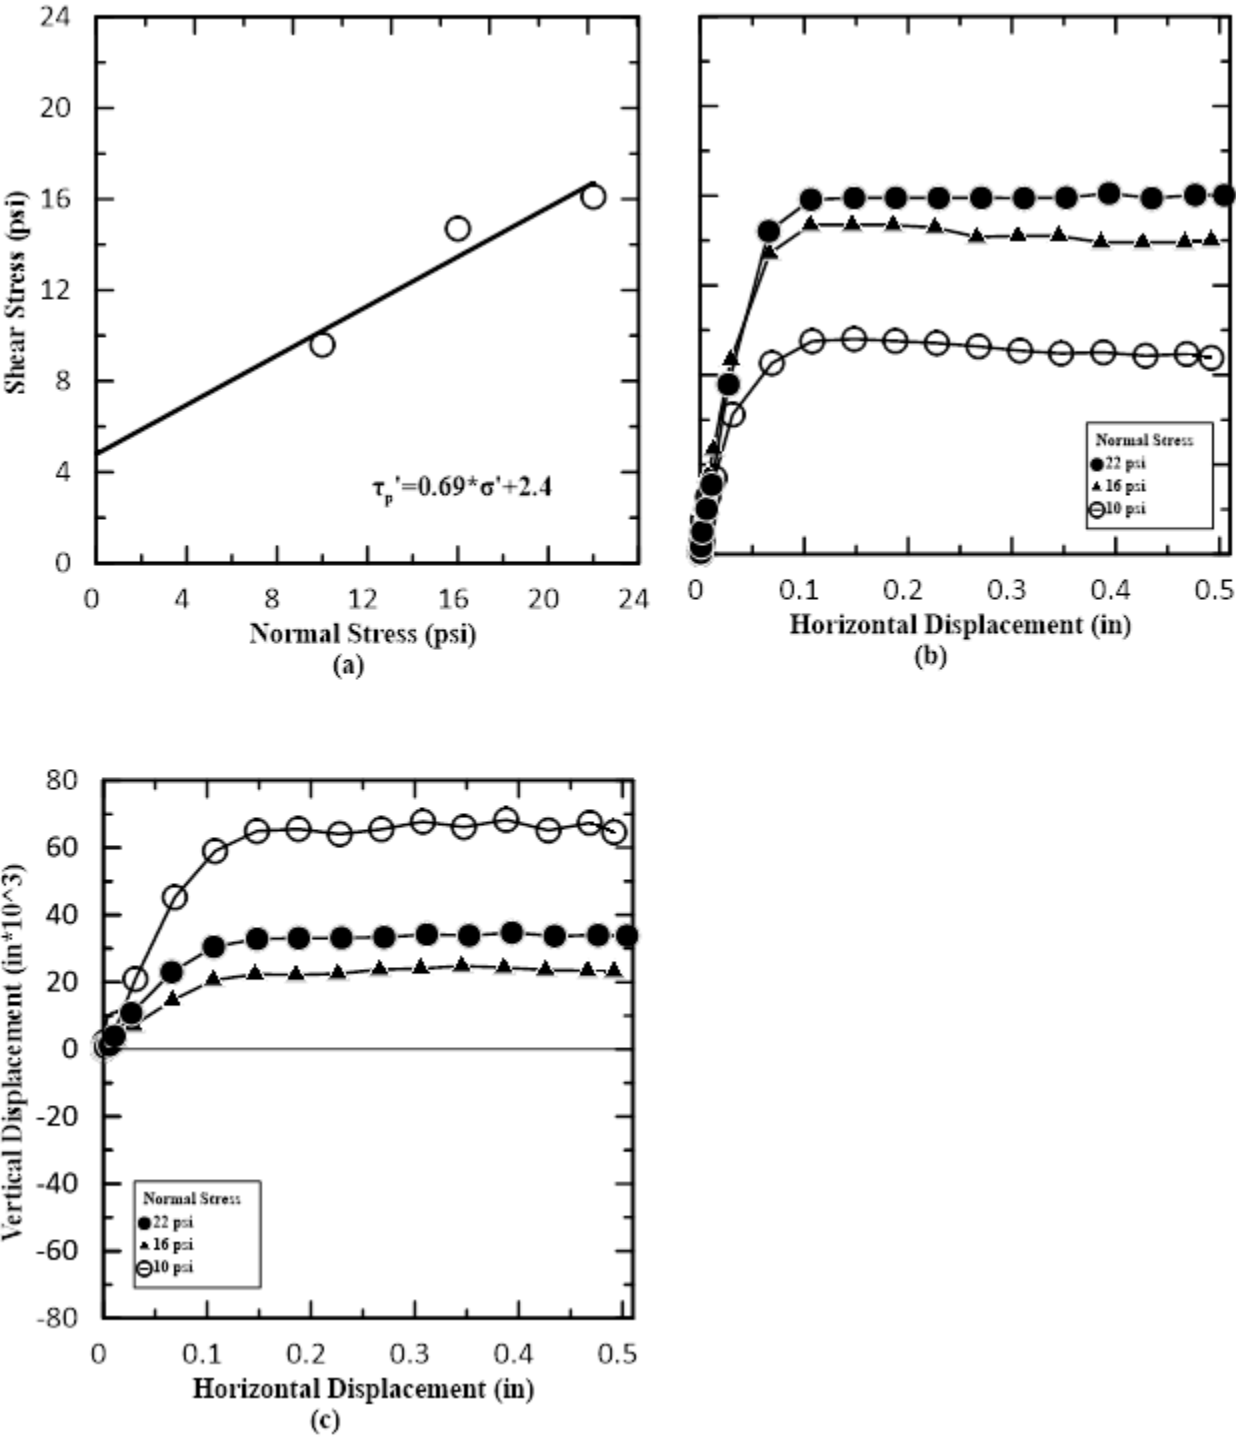 24
20
16
12
8
4
0
Shear Stress (psi)
τp'=0.69*σ'+2.4
0 4 8 12 16 20 24
Normal Stress (psi)
(a)
Normal Stress
22 psi
16 psi
10 psi
0 0.1 0.2 0.3 0.4 0.5
Horizontal Displacement (in)
(b)
80
60
40
20
0
-20
-40
-60
-80
Vertical Displacement (in*10^3)
Normal Stress
22 psi
16 psi
10 psi
0 0.1 0.2 0.3 0.4 0.5
Horizontal Displacement (in)
(c)